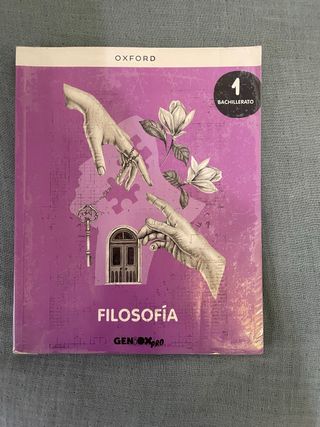 OXFORD
1
BACHILLERATO
FILOSOFÍA
GENiOX PRO